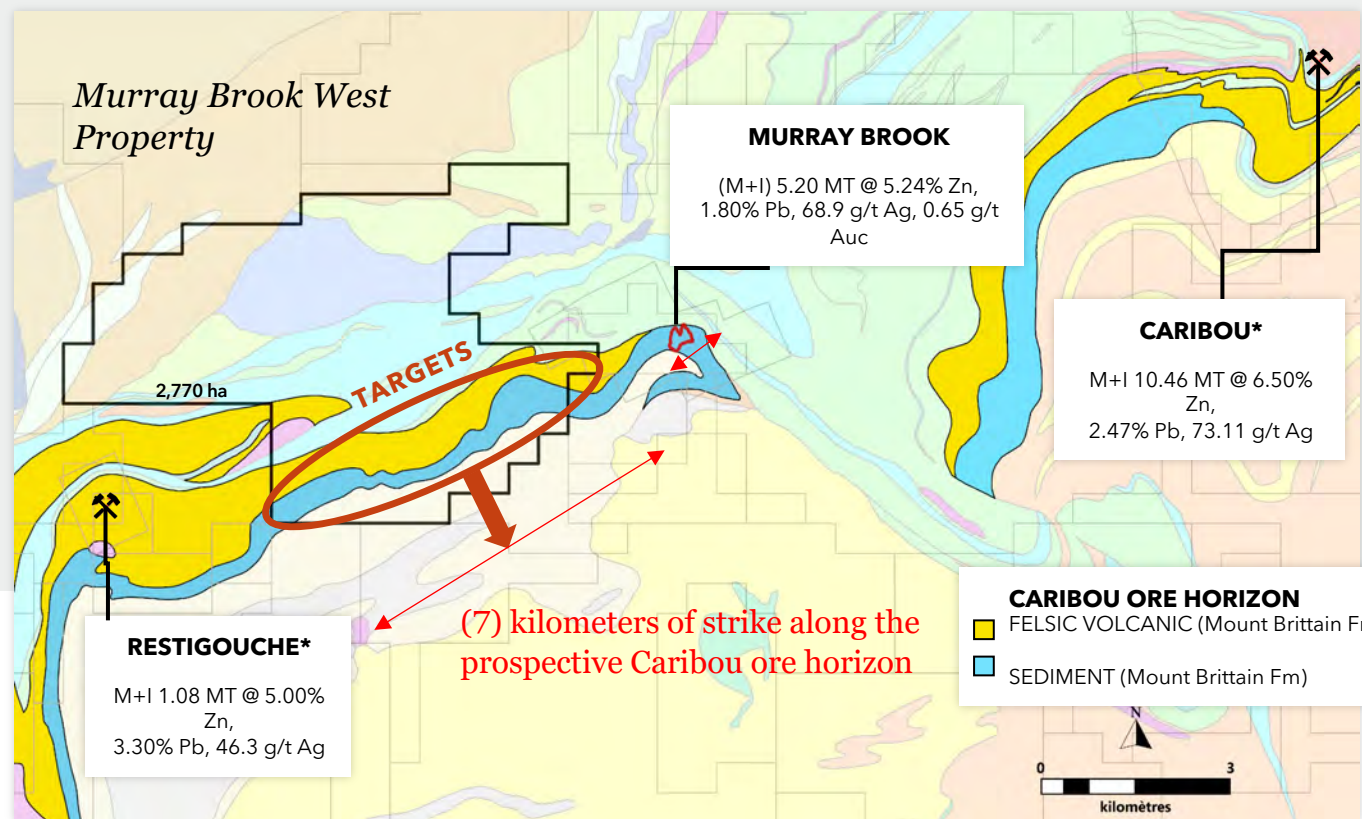 Murray Brook West
Property
MURRAY BROOK
(M+I) 5.20 MT @ 5.24% Zn,
1.80% Pb, 68.9 g/t Ag, 0.65 g/t
Auc
CARIBOU*
M+I 10.46 MT @ 6.50%
Zn,
2.47% Pb, 73.11 g/t Ag
TARGETS
2,770 ha
RESTIGOUCHE*
M+I 1.08 MT @ 5.00%
Zn,
3.30% Pb, 46.3 g/t Ag
(7) kilometers of strike along the
prospective Caribou ore horizon
CARIBOU ORE HORIZON
FELSIC VOLCANIC (Mount Brittain
SEDIMENT (Mount Brittain Fm)
N
0 3
kilomètres